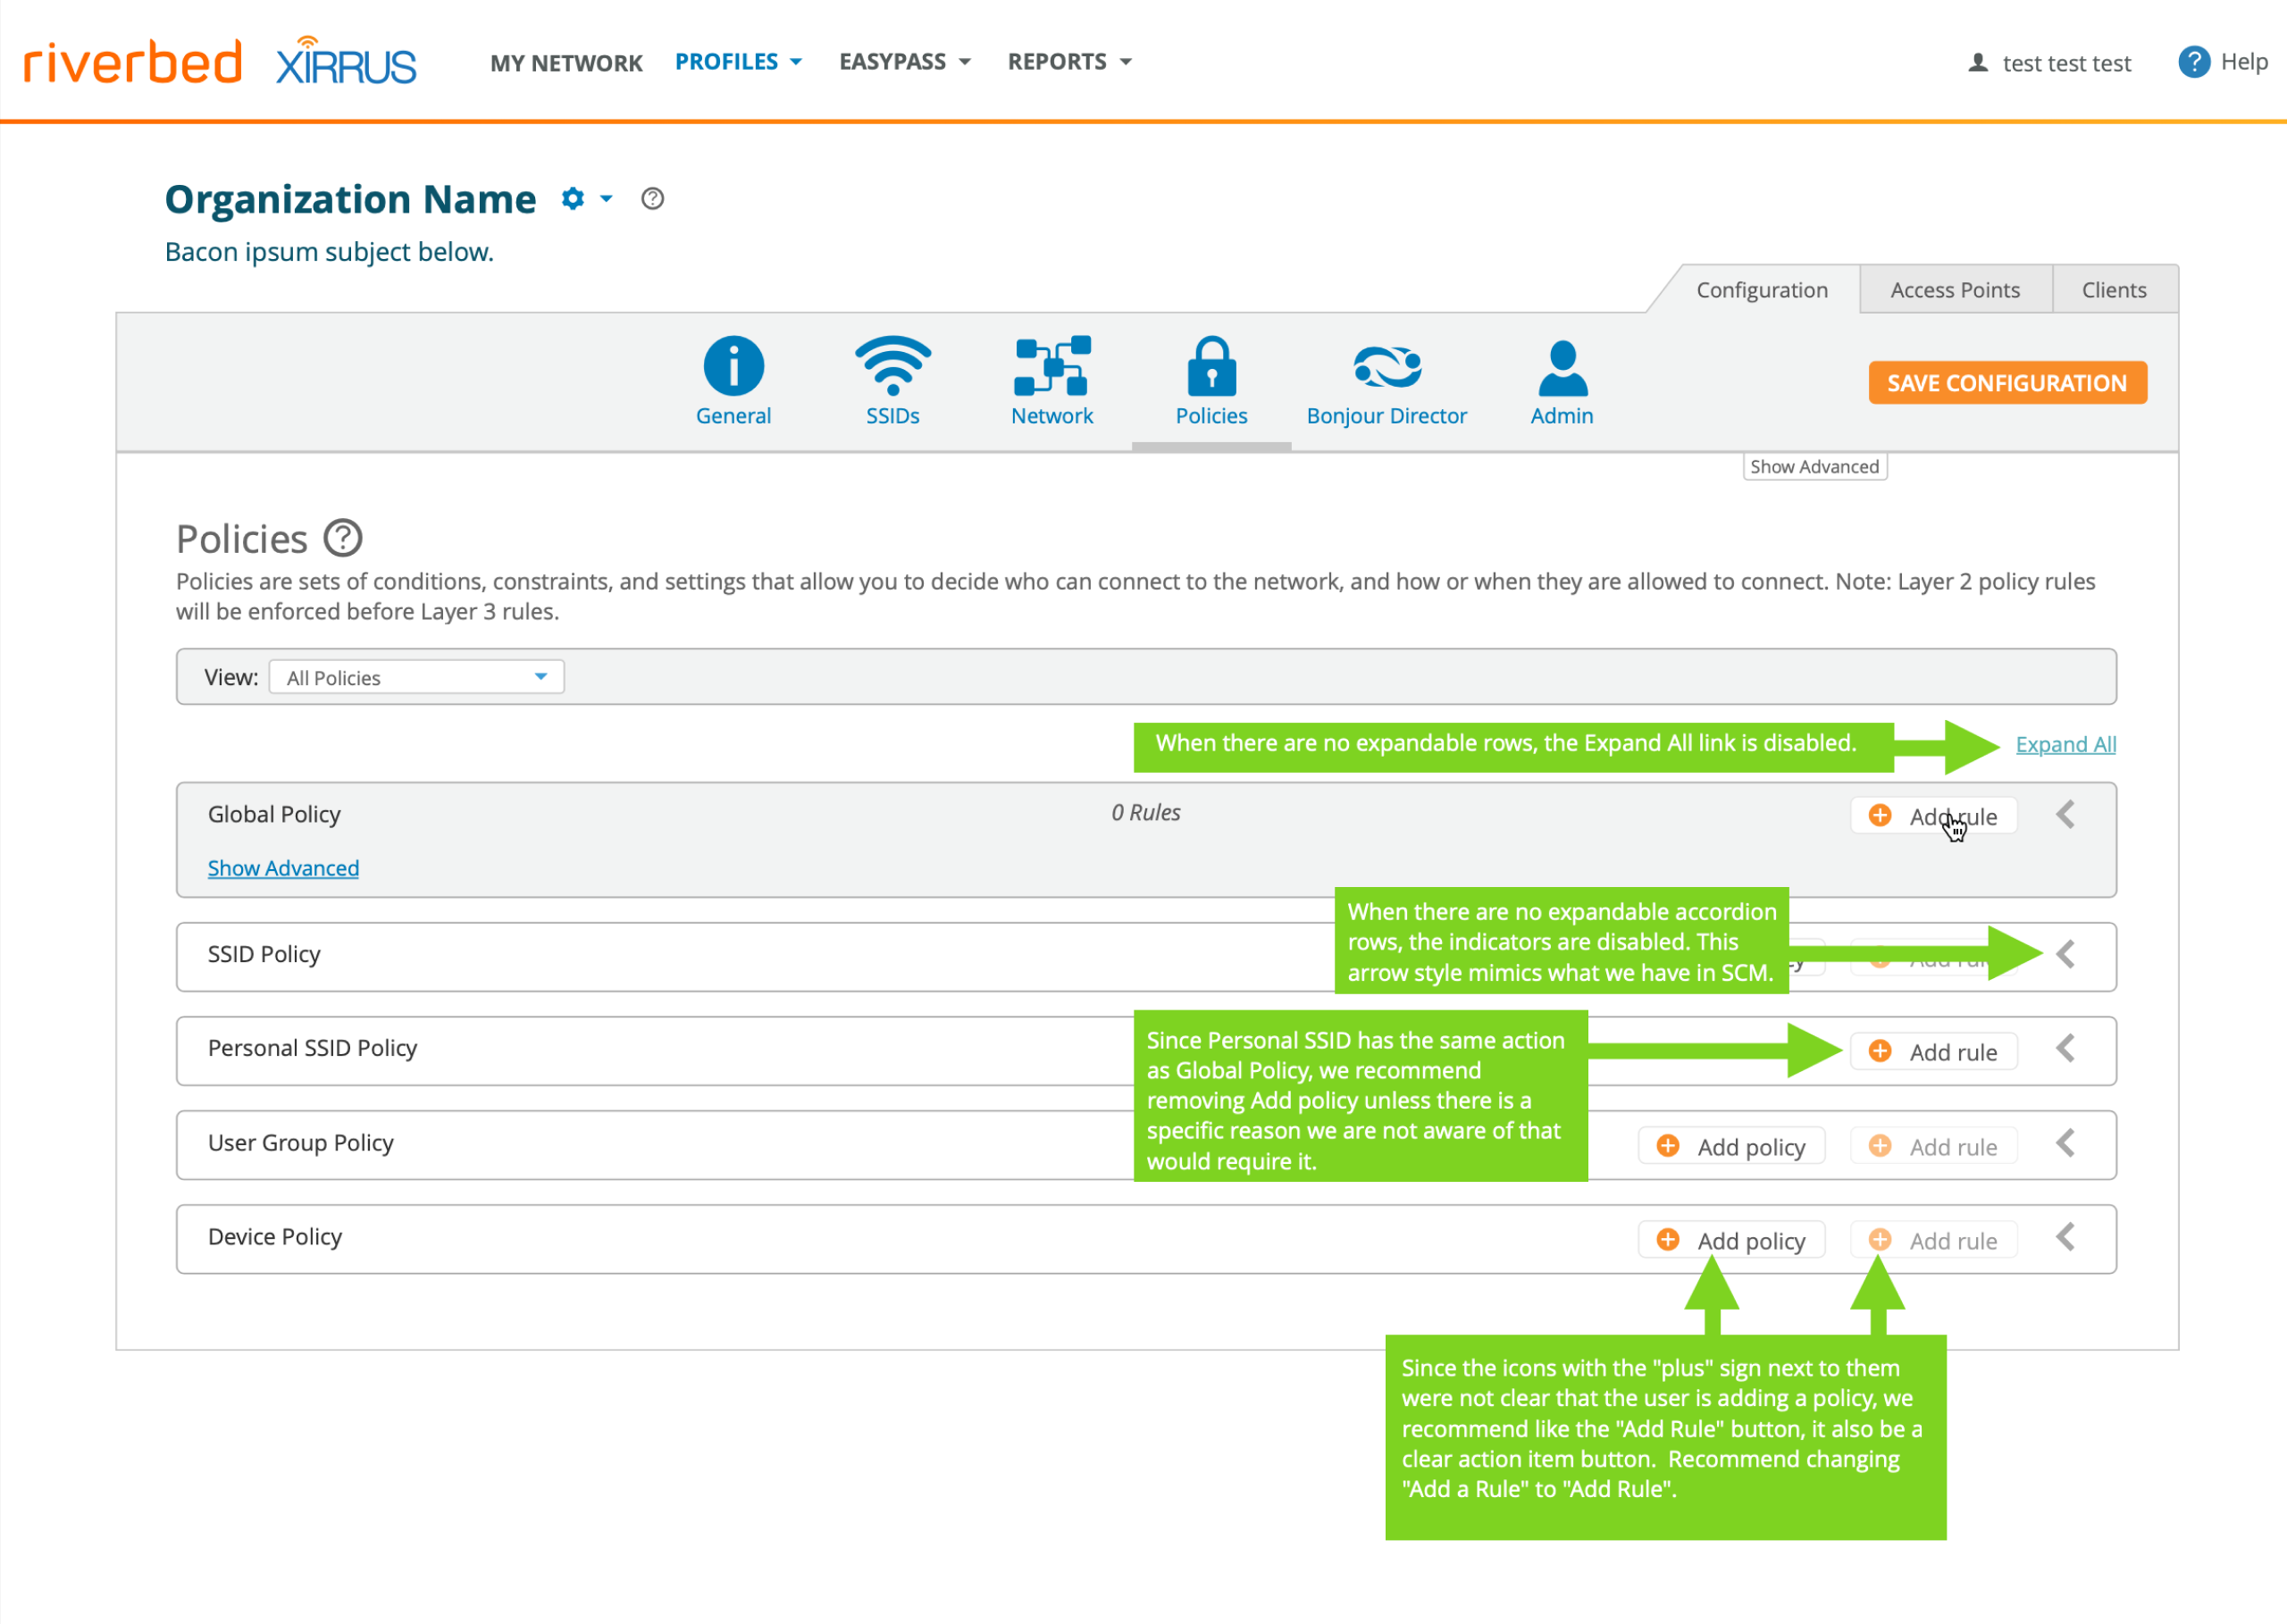 riverbed XIRRUS MY NETWORK PROFILES EASYPASS REPORTS test test test ? Help
Organization Name ?
Bacon ipsum subject below.
Configuration Access Points Clients
General SSIDs Network Policies Bonjour Director Admin SAVE CONFIGURATION
Show Advanced
Policies ?
Policies are sets of conditions, constraints, and settings that allow you to decide who can connect to the network, and how or when they are allowed to connect. Note: Layer 2 policy rules
will be enforced before Layer 3 rules.
View: All Policies
When there are no expandable rows, the Expand All link is disabled. Expand All
Global Policy 0 Rules Add rule
Show Advanced
SSID Policy
When there are no expandable accordion
rows, the indicators are disabled. This
arrow style mimics what we have in SCM.
Personal SSID Policy Add rule
Since Personal SSID has the same action
as Global Policy, we recommend
removing Add policy unless there is a
specific reason we are not aware of that
would require it.
User Group Policy Add policy Add rule
Device Policy Add policy Add rule
Since the icons with the "plus" sign next to them
were not clear that the user is adding a policy, we
recommend like the "Add Rule" button, it also be a
clear action item button.  Recommend changing
"Add a Rule" to "Add Rule".